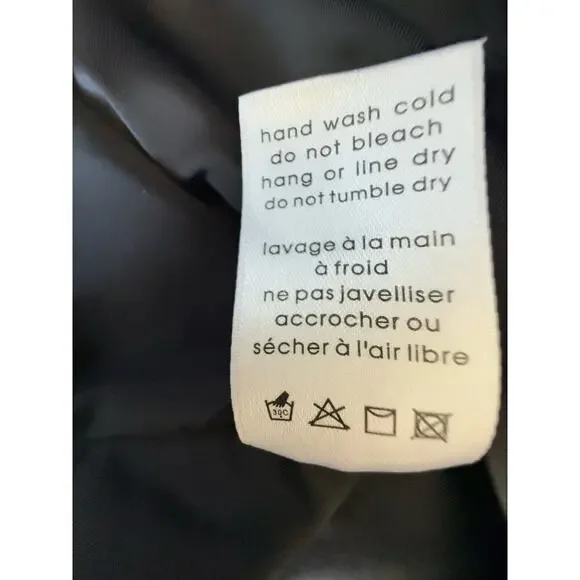 hand wash cold
do not bleach
hang or line dry
do not tumble dry
lavage à la main
à froid
ne pas javelliser
accrocher ou
sécher à l'air libre
30C